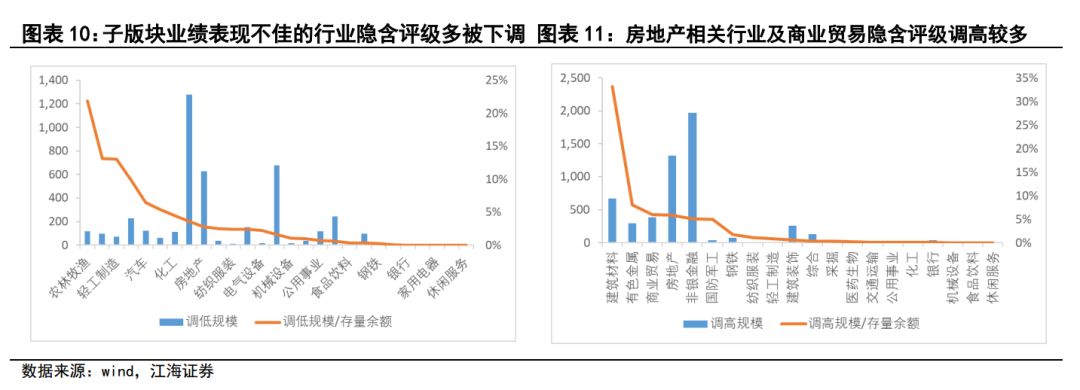 图表 10：子版块业绩表现不佳的行业隐含评级多被下调
1,400
1,200
1,000
800
600
400
200
0
25%
20%
15%
10%
5%
0%
农林牧渔
轻工制造
汽车
化工
房地产
纺织服装
电气设备
机械设备
公用事业
食品饮料
钢铁
银行
家用电器
休闲服务
调低规模
调低规模/存量余额
图表 11：房地产相关行业及商业贸易隐含评级调高较多
2,500
2,000
1,500
1,000
500
0
35%
30%
25%
20%
15%
10%
5%
0%
建筑材料
有色金属
商业贸易
房地产
非银金融
国防军工
钢铁
纺织服装
轻工制造
建筑装饰
综合
采掘
医药生物
交通运输
公用事业
化工
银行
机械设备
食品饮料
休闲服务
调高规模
调高规模/存量余额
数据来源：wind，江海证券